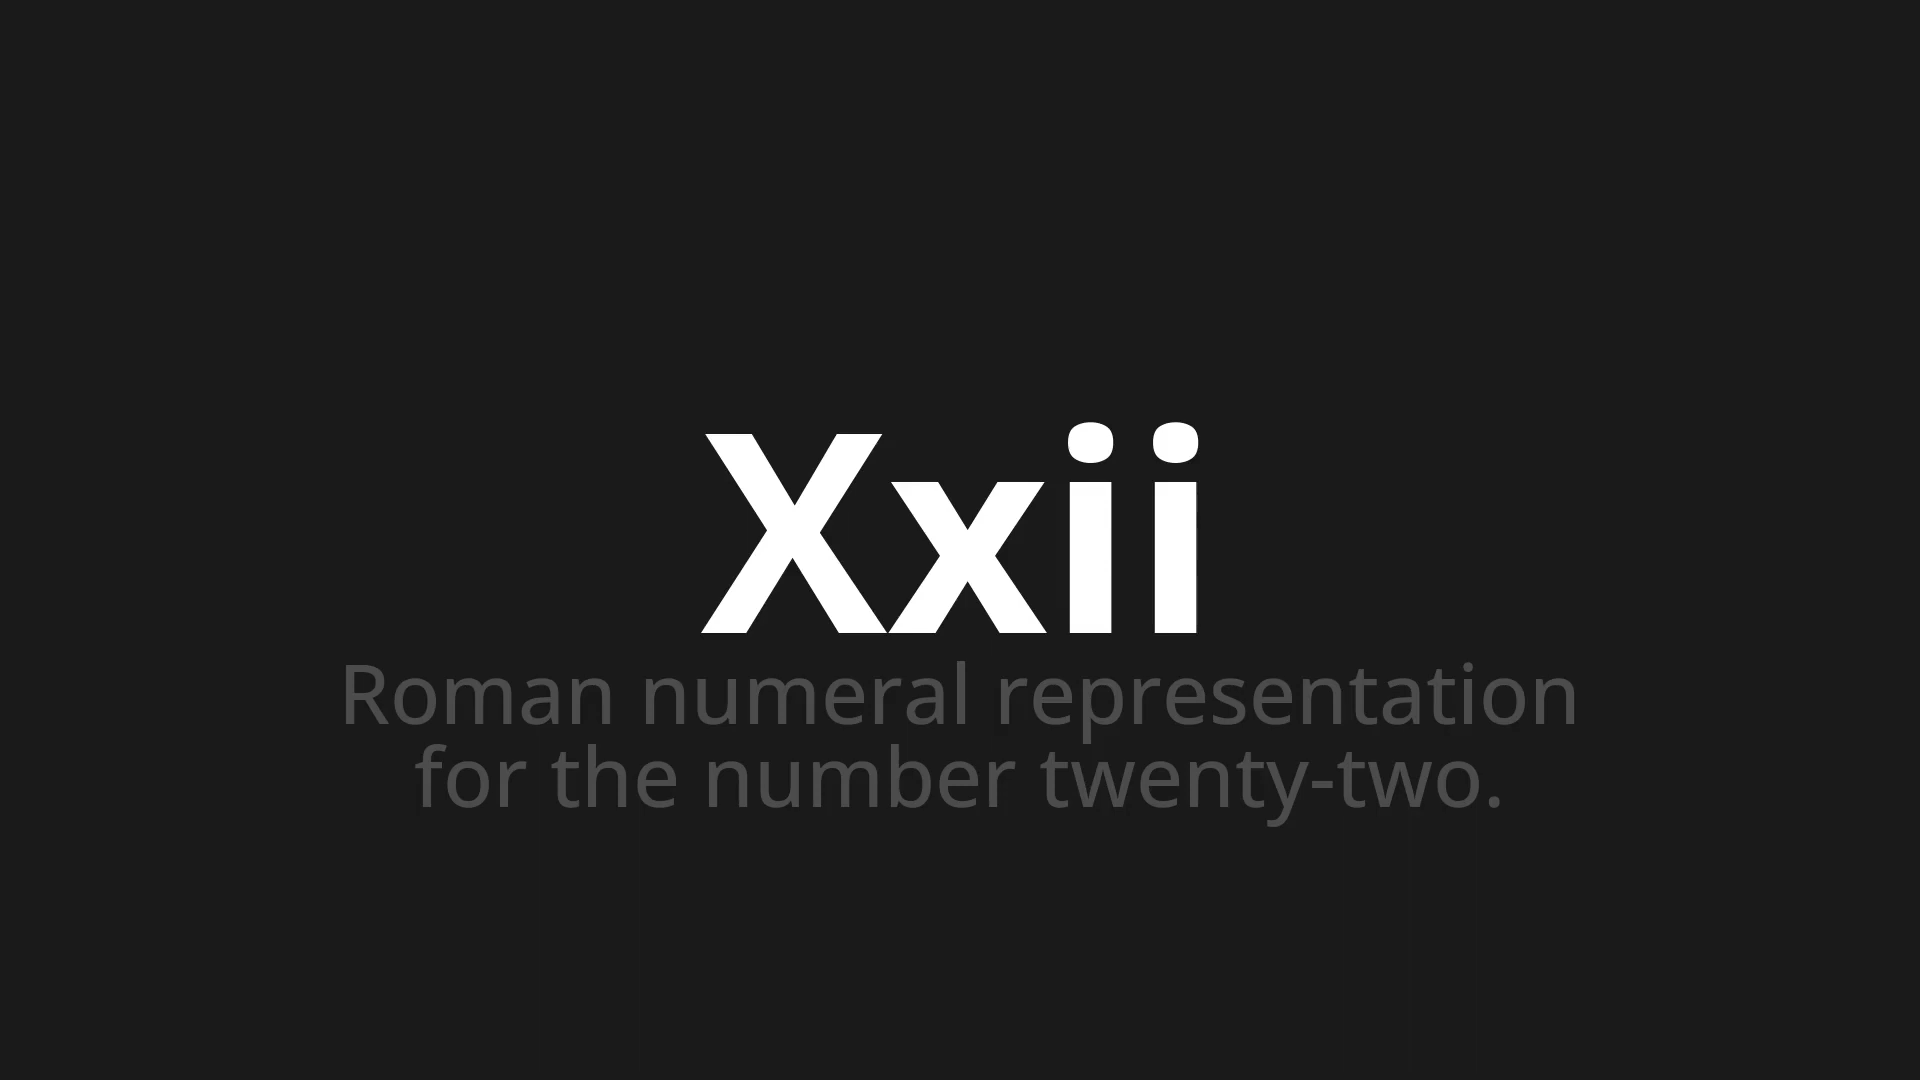 Xxii
Roman numeral representation
for the number twenty-two.